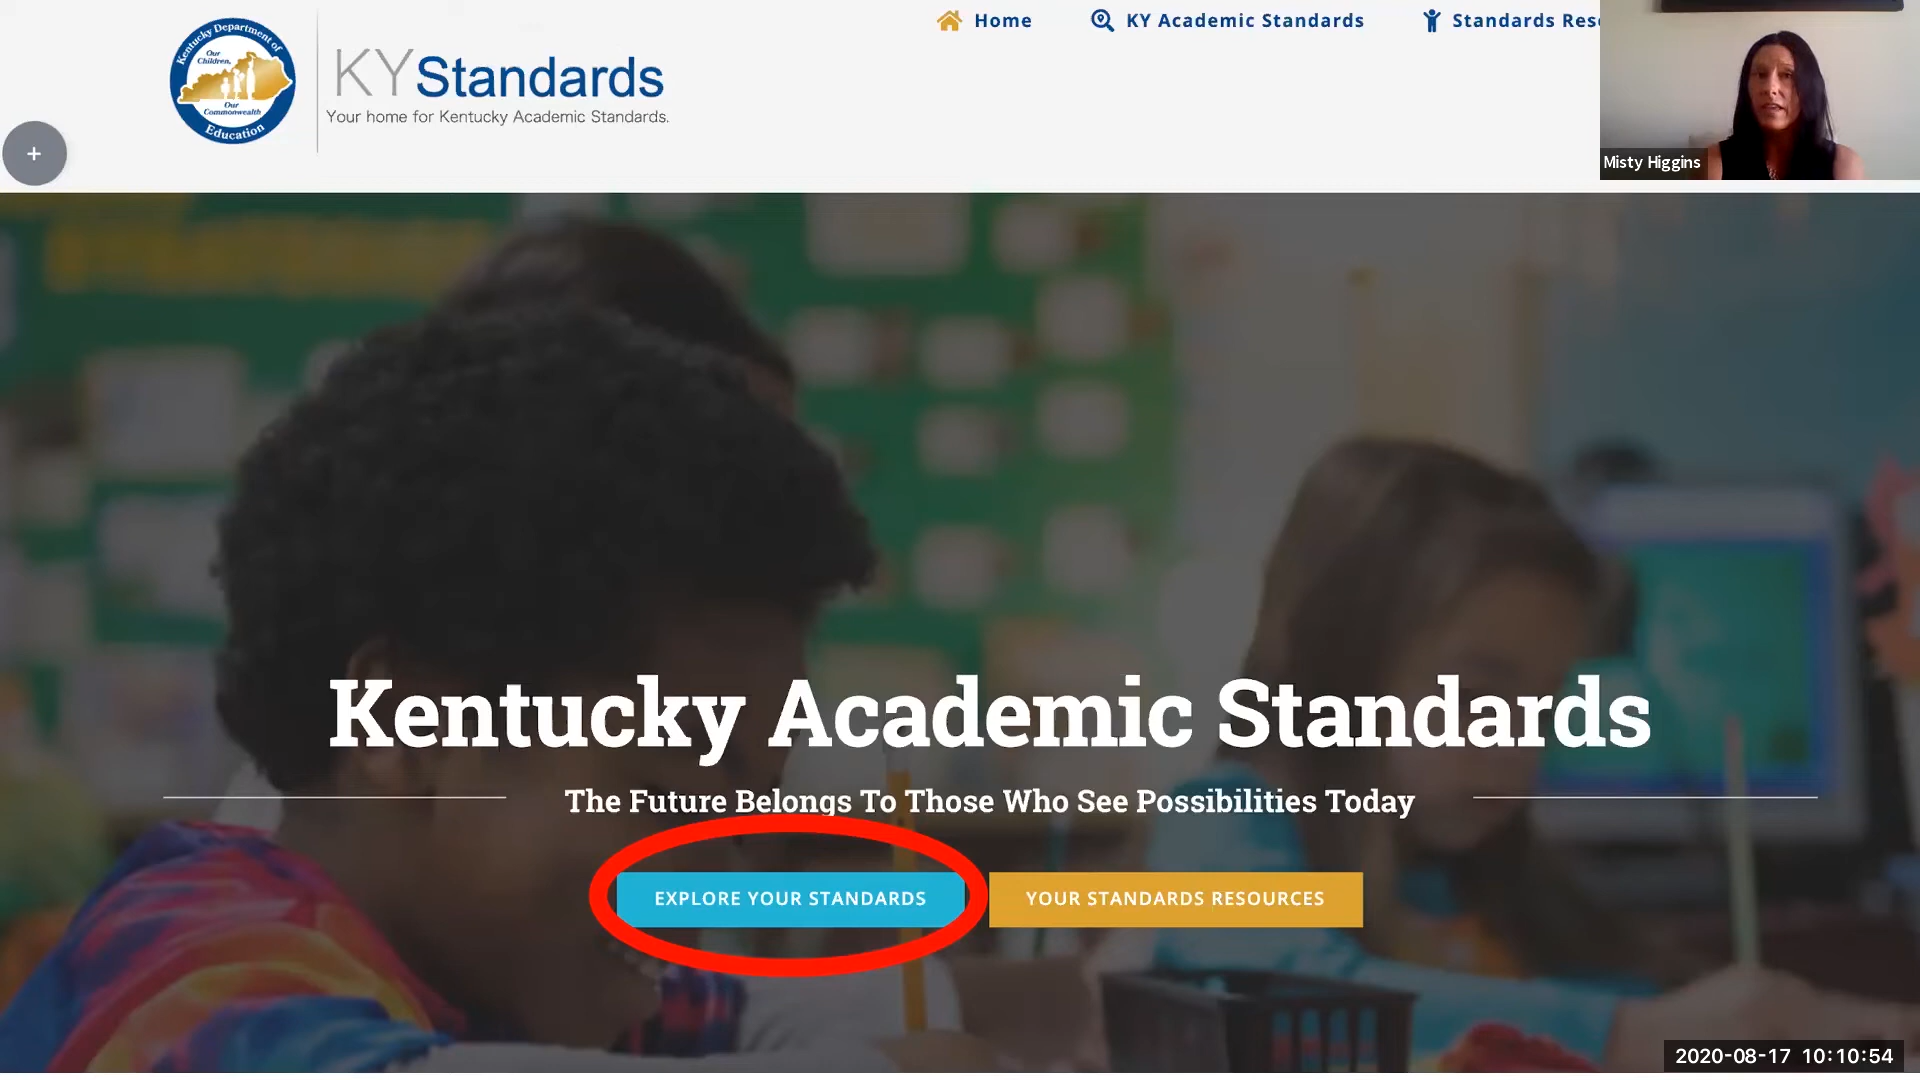 Kentucky Department of
Education
Our
Children,
Our
Commonwealth
KYStandards
Your home for Kentucky Academic Standards.
Home
KY Academic Standards
Standards Res
Misty Higgins
Kentucky Academic Standards
The Future Belongs To Those Who See Possibilities Today
EXPLORE YOUR STANDARDS
YOUR STANDARDS RESOURCES
2020-08-17 10:10:54